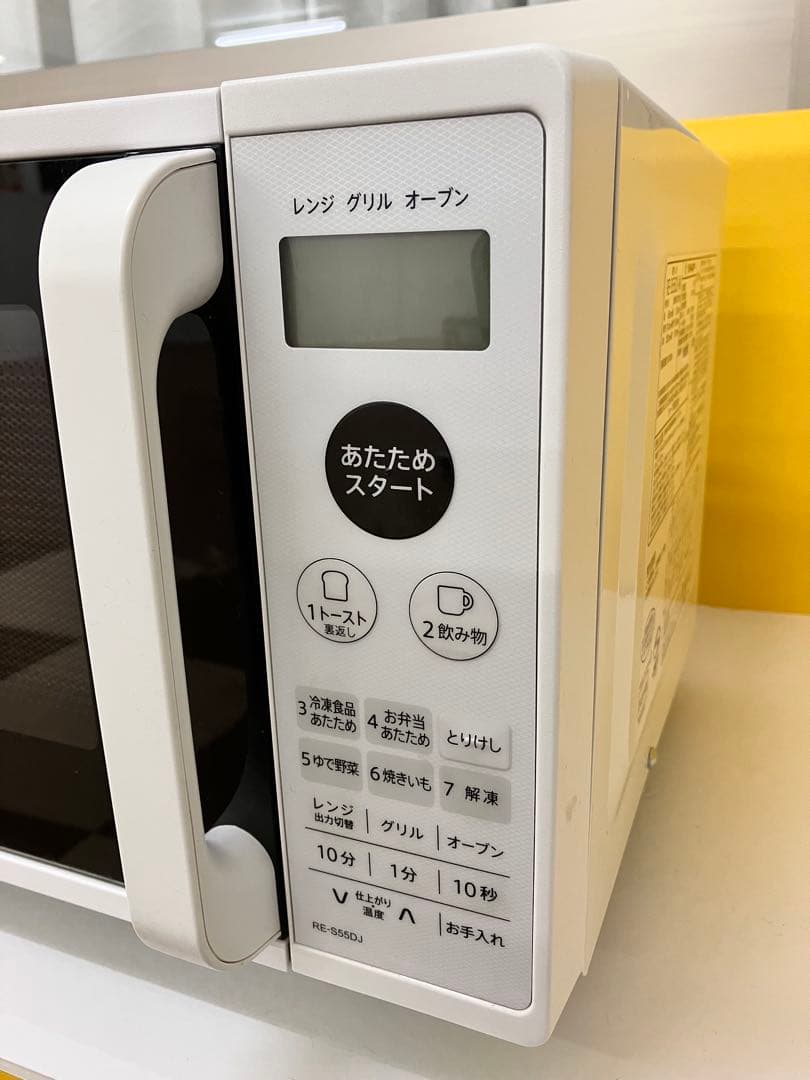 レンジ グリル オーブン
あたため
スタート
1トースト
裏返し
2飲み物
3冷凍食品
あたため
4お弁当
あたため
とりけし
5ゆで野菜
6焼きいも
7解凍
レンジ
出力切替
グリル
オーブン
10分
1分
10秒
仕上がり
温度
お手入れ
RE-S55DJ